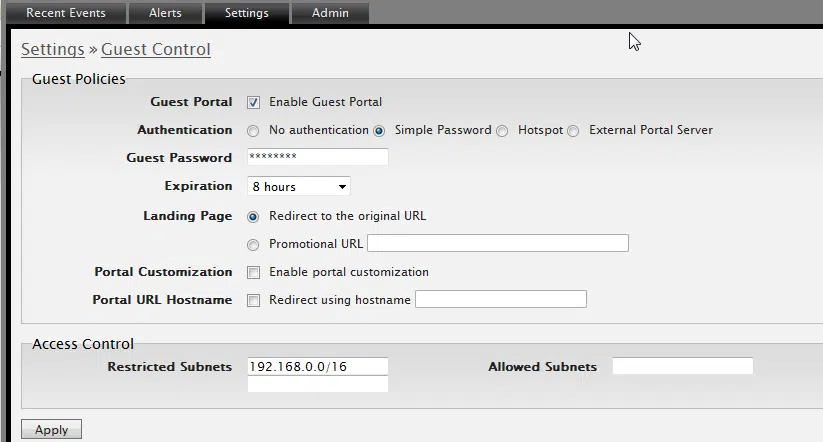 Recent Events Alerts Settings Admin
Settings » Guest Control
Guest Policies
Guest Portal Enable Guest Portal
Authentication No authentication Simple Password Hotspot External Portal Server
Guest Password ********
Expiration 8 hours
Landing Page Redirect to the original URL
Promotional URL
Portal Customization Enable portal customization
Portal URL Hostname Redirect using hostname
Access Control
Restricted Subnets 192.168.0.0/16 Allowed Subnets
Apply